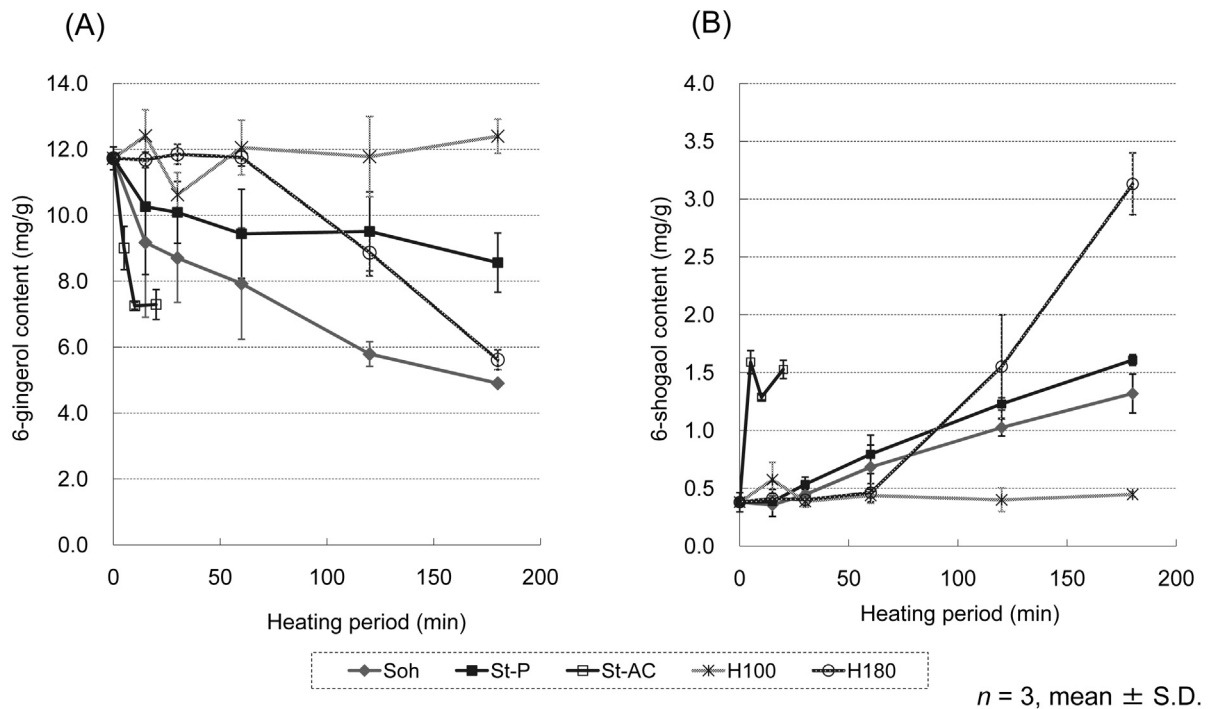 (A)
14.0
12.0
10.0
8.0
6.0
4.0
2.0
0.0
6-gingerol content (mg/g)
0 50 100 150 200
Heating period (min)
(B)
4.0
3.5
3.0
2.5
2.0
1.5
1.0
0.5
0.0
6-shogaol content (mg/g)
0 50 100 150 200
Heating period (min)
Soh St-P St-AC H100 H180
n = 3, mean ± S.D.